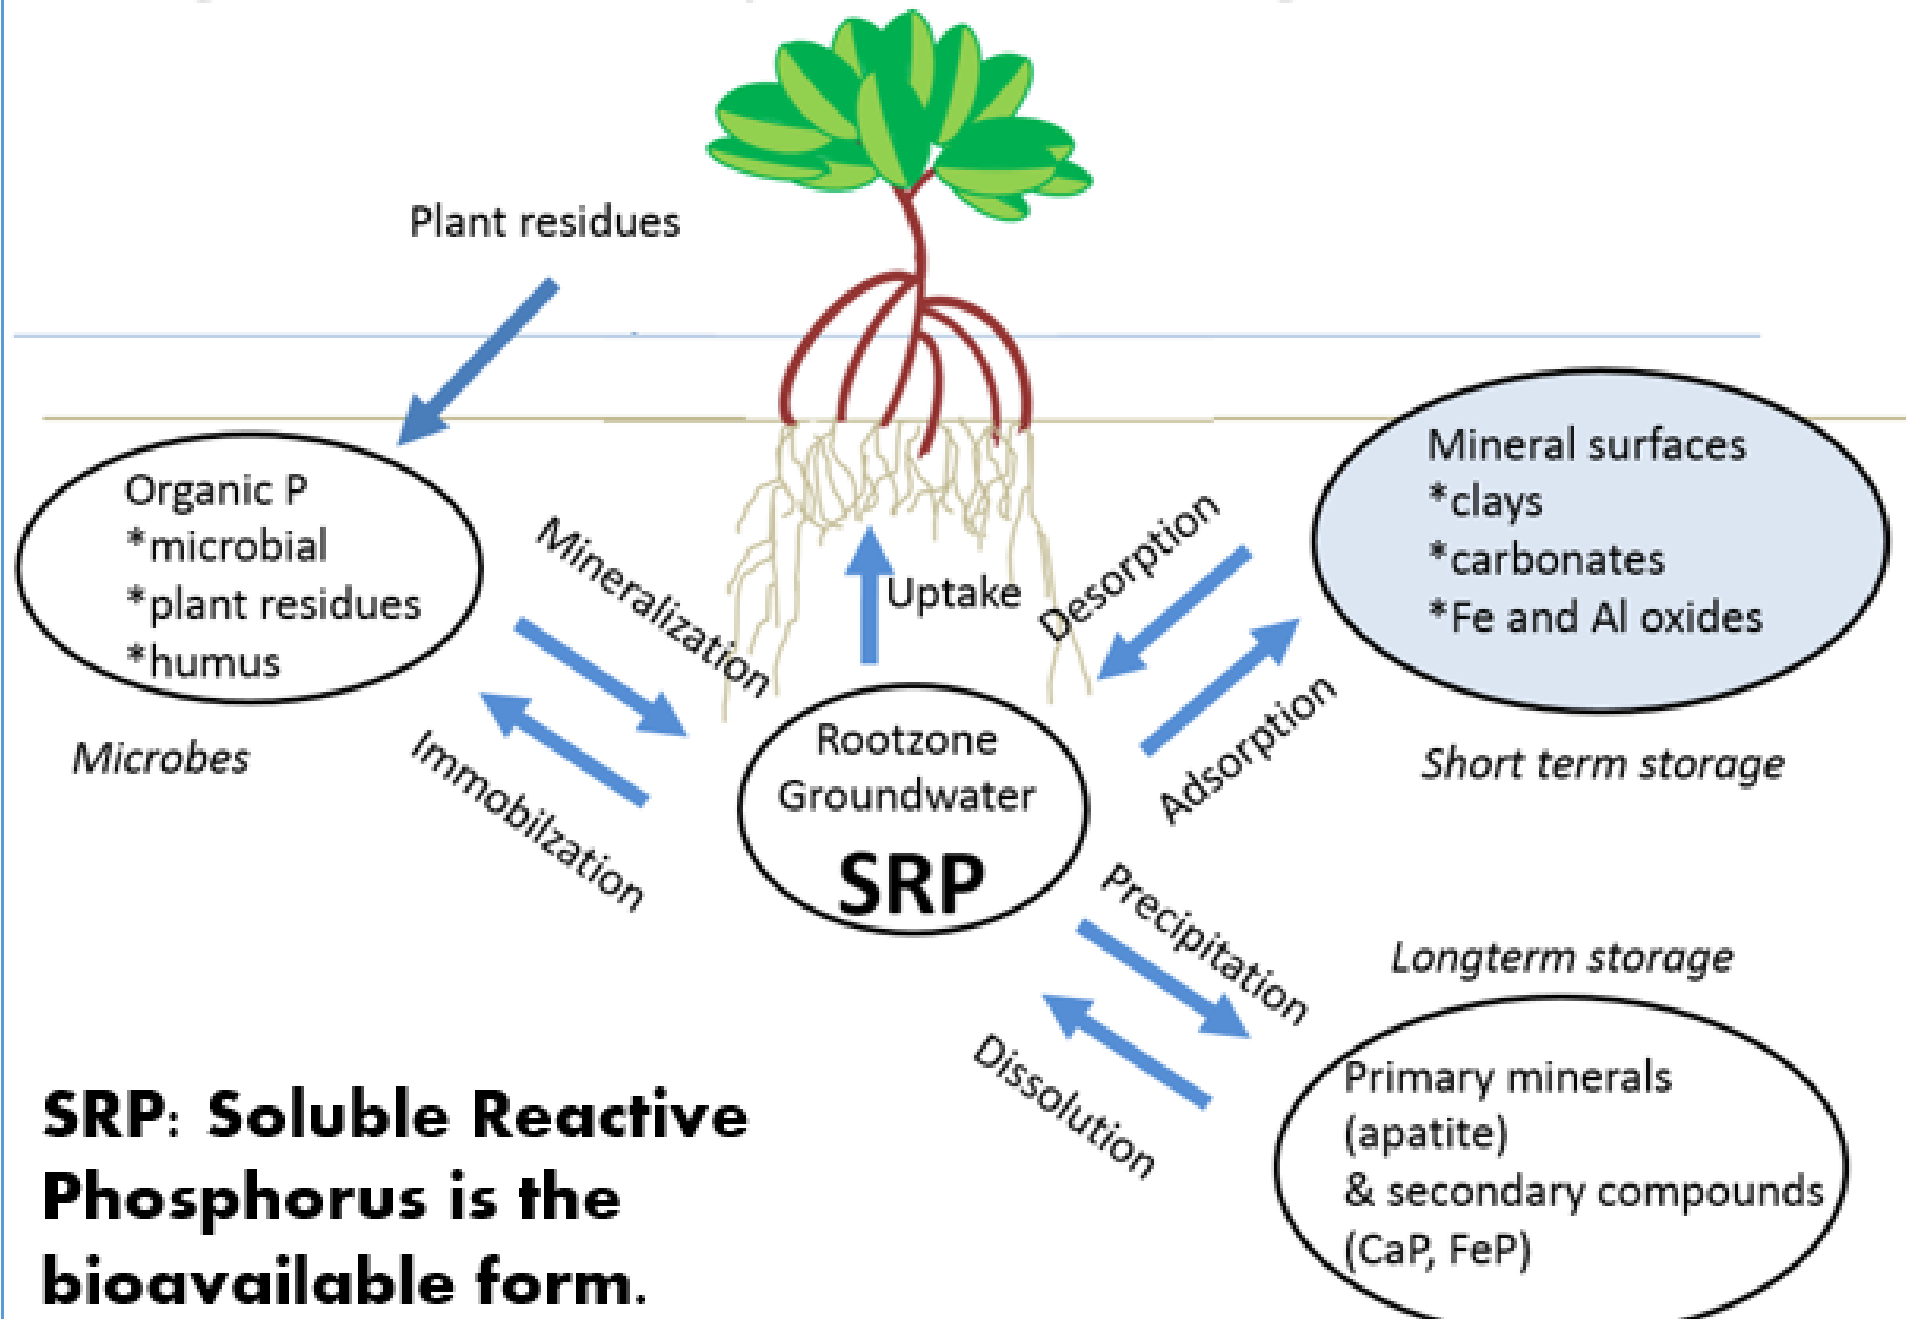 Plant residues
Organic P
*microbial
*plant residues
*humus
Microbes
Mineralization
Immobilzation
Uptake
Desorption
Adsorption
Mineral surfaces
*clays
*carbonates
*Fe and Al oxides
Short term storage
Rootzone
Groundwater
SRP
Precipitation
Dissolution
Longterm storage
Primary minerals
(apatite)
& secondary compounds
(CaP, FeP)
SRP: Soluble Reactive
Phosphorus is the
bioavailable form.